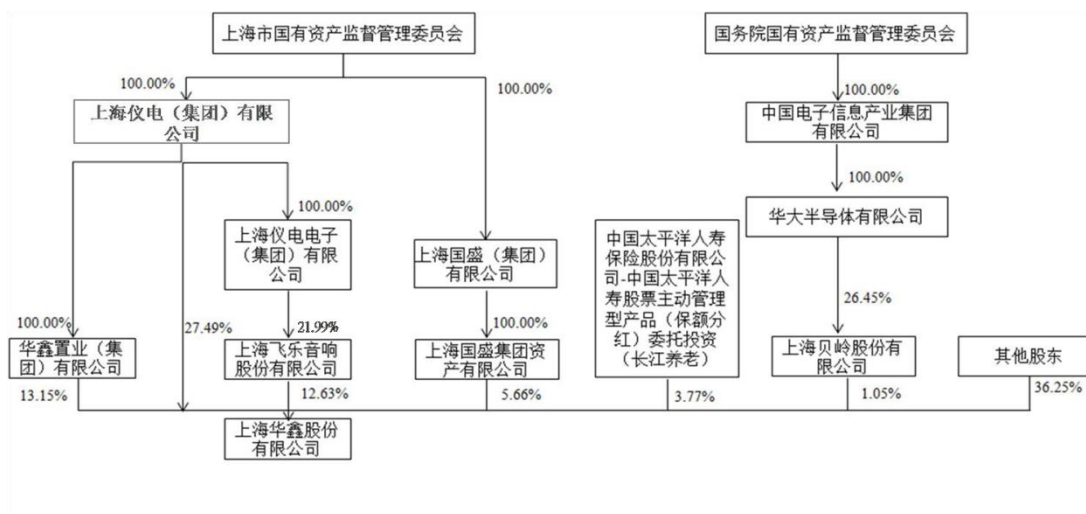 上海市国有资产监督管理委员会
国务院国有资产监督管理委员会
100.00%
100.00%
100.00%
上海仪电（集团）有限
公司
中国电子信息产业集团
有限公司
100.00%
100.00%
上海仪电电子
（集团）有限
公司
上海国盛（集团）
有限公司
中国太平洋人寿
保险股份有限公
司-中国太平洋人
寿股票主动管理
型产品（保额分
红）委托投资
（长江养老）
华大半导体有限公司
26.45%
100.00%
27.49%
21.99%
100.00%
华鑫置业（集
团）有限公司
上海飞乐音响
股份有限公司
上海国盛集团资
产有限公司
上海贝岭股份有
限公司
其他股东
13.15%
12.63%
5.66%
3.77%
1.05%
36.25%
上海华鑫股份
有限公司